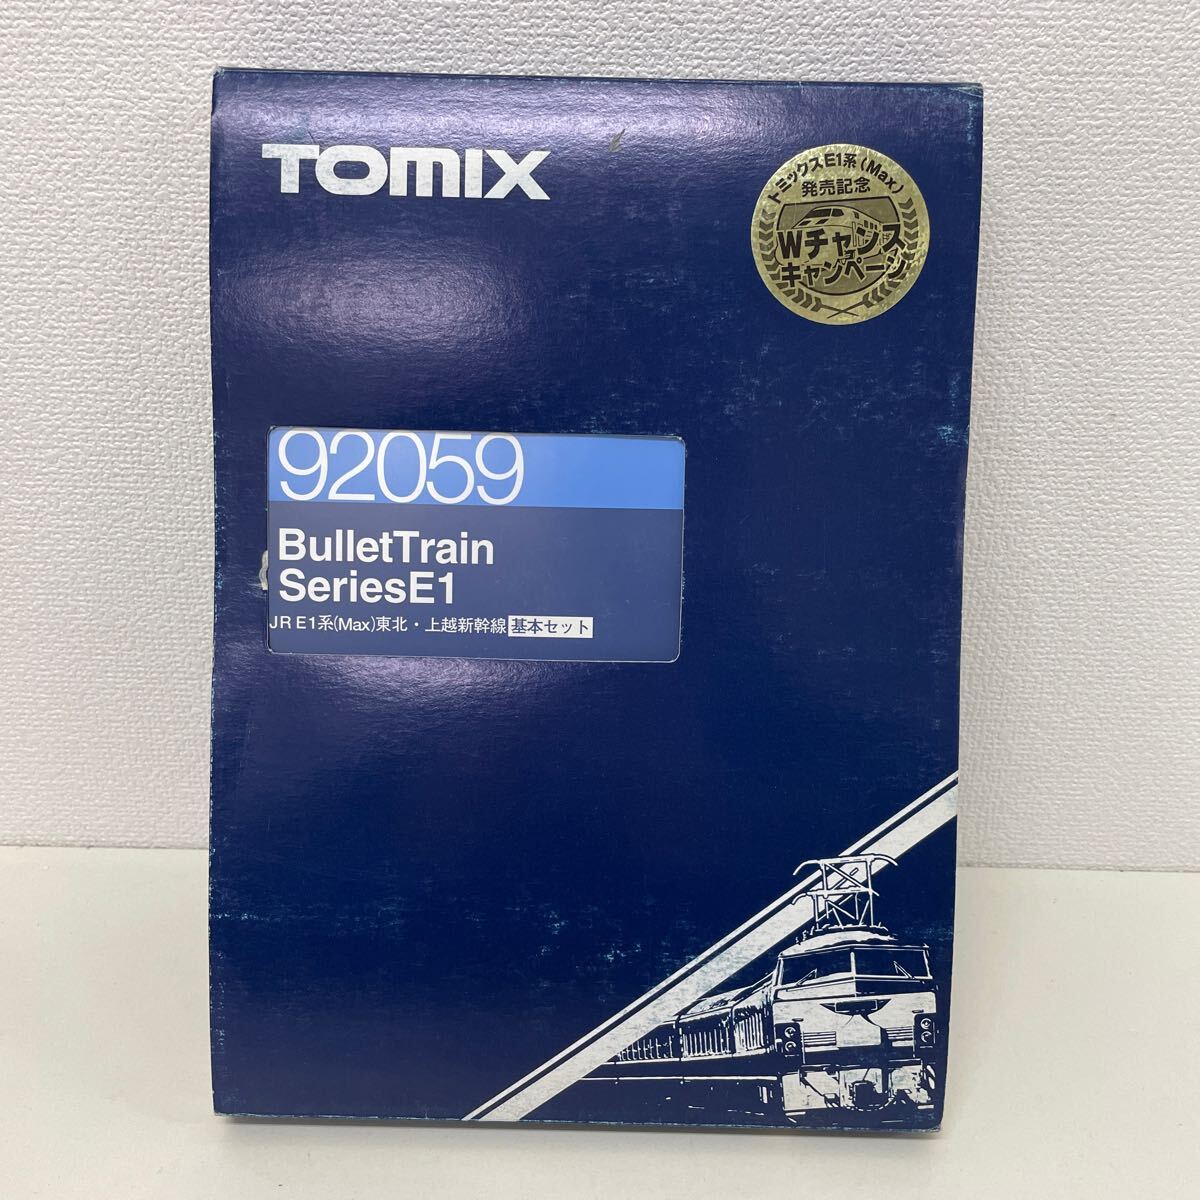 TOMIX
トミックスE1系(Max)
発売記念
Wチャンス
キャンペーン
92059
BulletTrain
SeriesE1
JR E1系(Max)東北・上越新幹線 基本セット